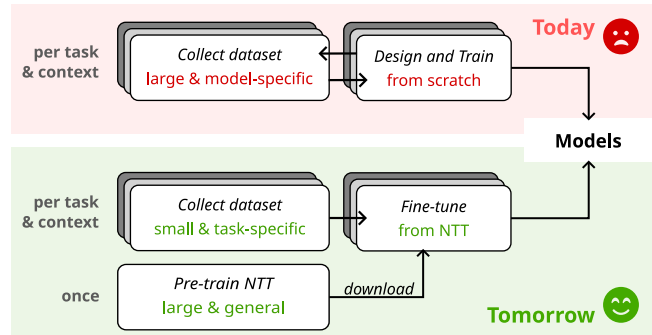 Today
per task
& context
Collect dataset
large & model-specific
Design and Train
from scratch
Models
per task
& context
Collect dataset
small & task-specific
Fine-tune
from NTT
once
Pre-train NTT
large & general
download
Tomorrow